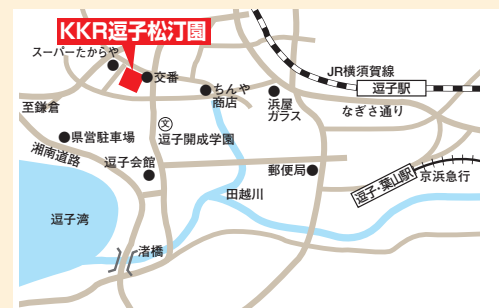 KKR逗子松汀園
スーパーたからや
交番
JR横須賀線
逗子駅
ちんや
商店
浜屋
ガラス
なぎさ通り
至鎌倉
文
県営駐車場
逗子開成学園
湘南道路
逗子会館
郵便局
京浜急行
逗子・葉山駅
田越川
逗子湾
渚橋